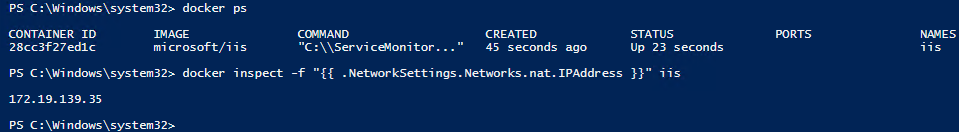 PS C:\Windows\system32> docker ps
CONTAINER ID IMAGE COMMAND CREATED STATUS PORTS NAMES
28cc3f27ed1c microsoft/iis "C:\\ServiceMonitor..." 45 seconds ago Up 23 seconds iis
PS C:\Windows\system32> docker inspect -f "{{ .NetworkSettings.Networks.nat.IPAddress }}" iis
172.19.139.35
PS C:\Windows\system32>